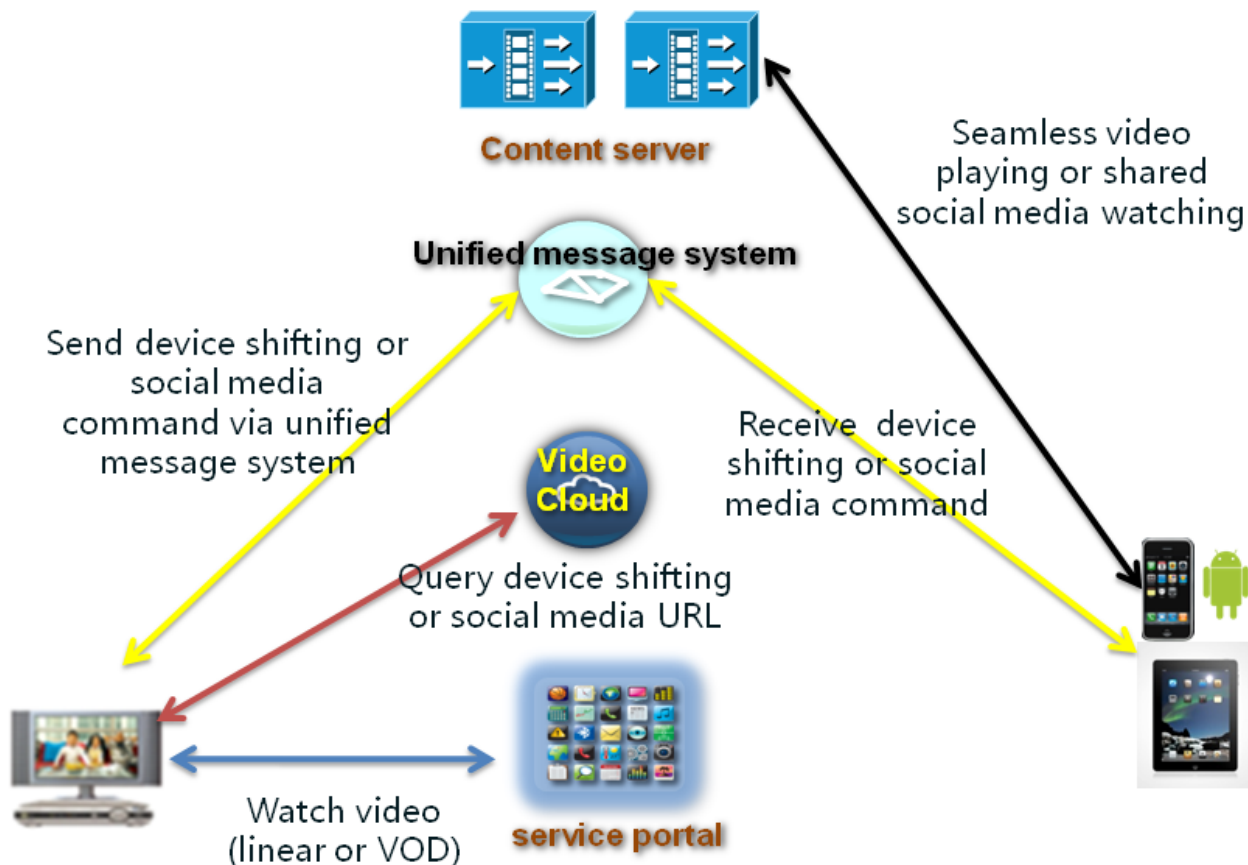 Content server
Seamless video
playing or shared
social media watching
Unified message system
Send device shifting or
social media
command via unified
message system
Receive device
shifting or social
media command
Video
Cloud
Query device shifting
or social media URL
Watch video
(linear or VOD)
service portal